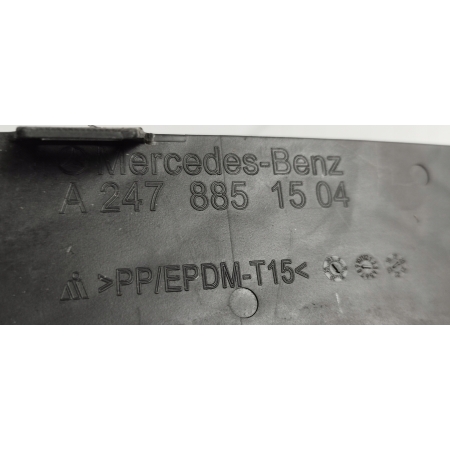 Mercedes-Benz
A 247 885 15 04
>PP/EPDM-T15<